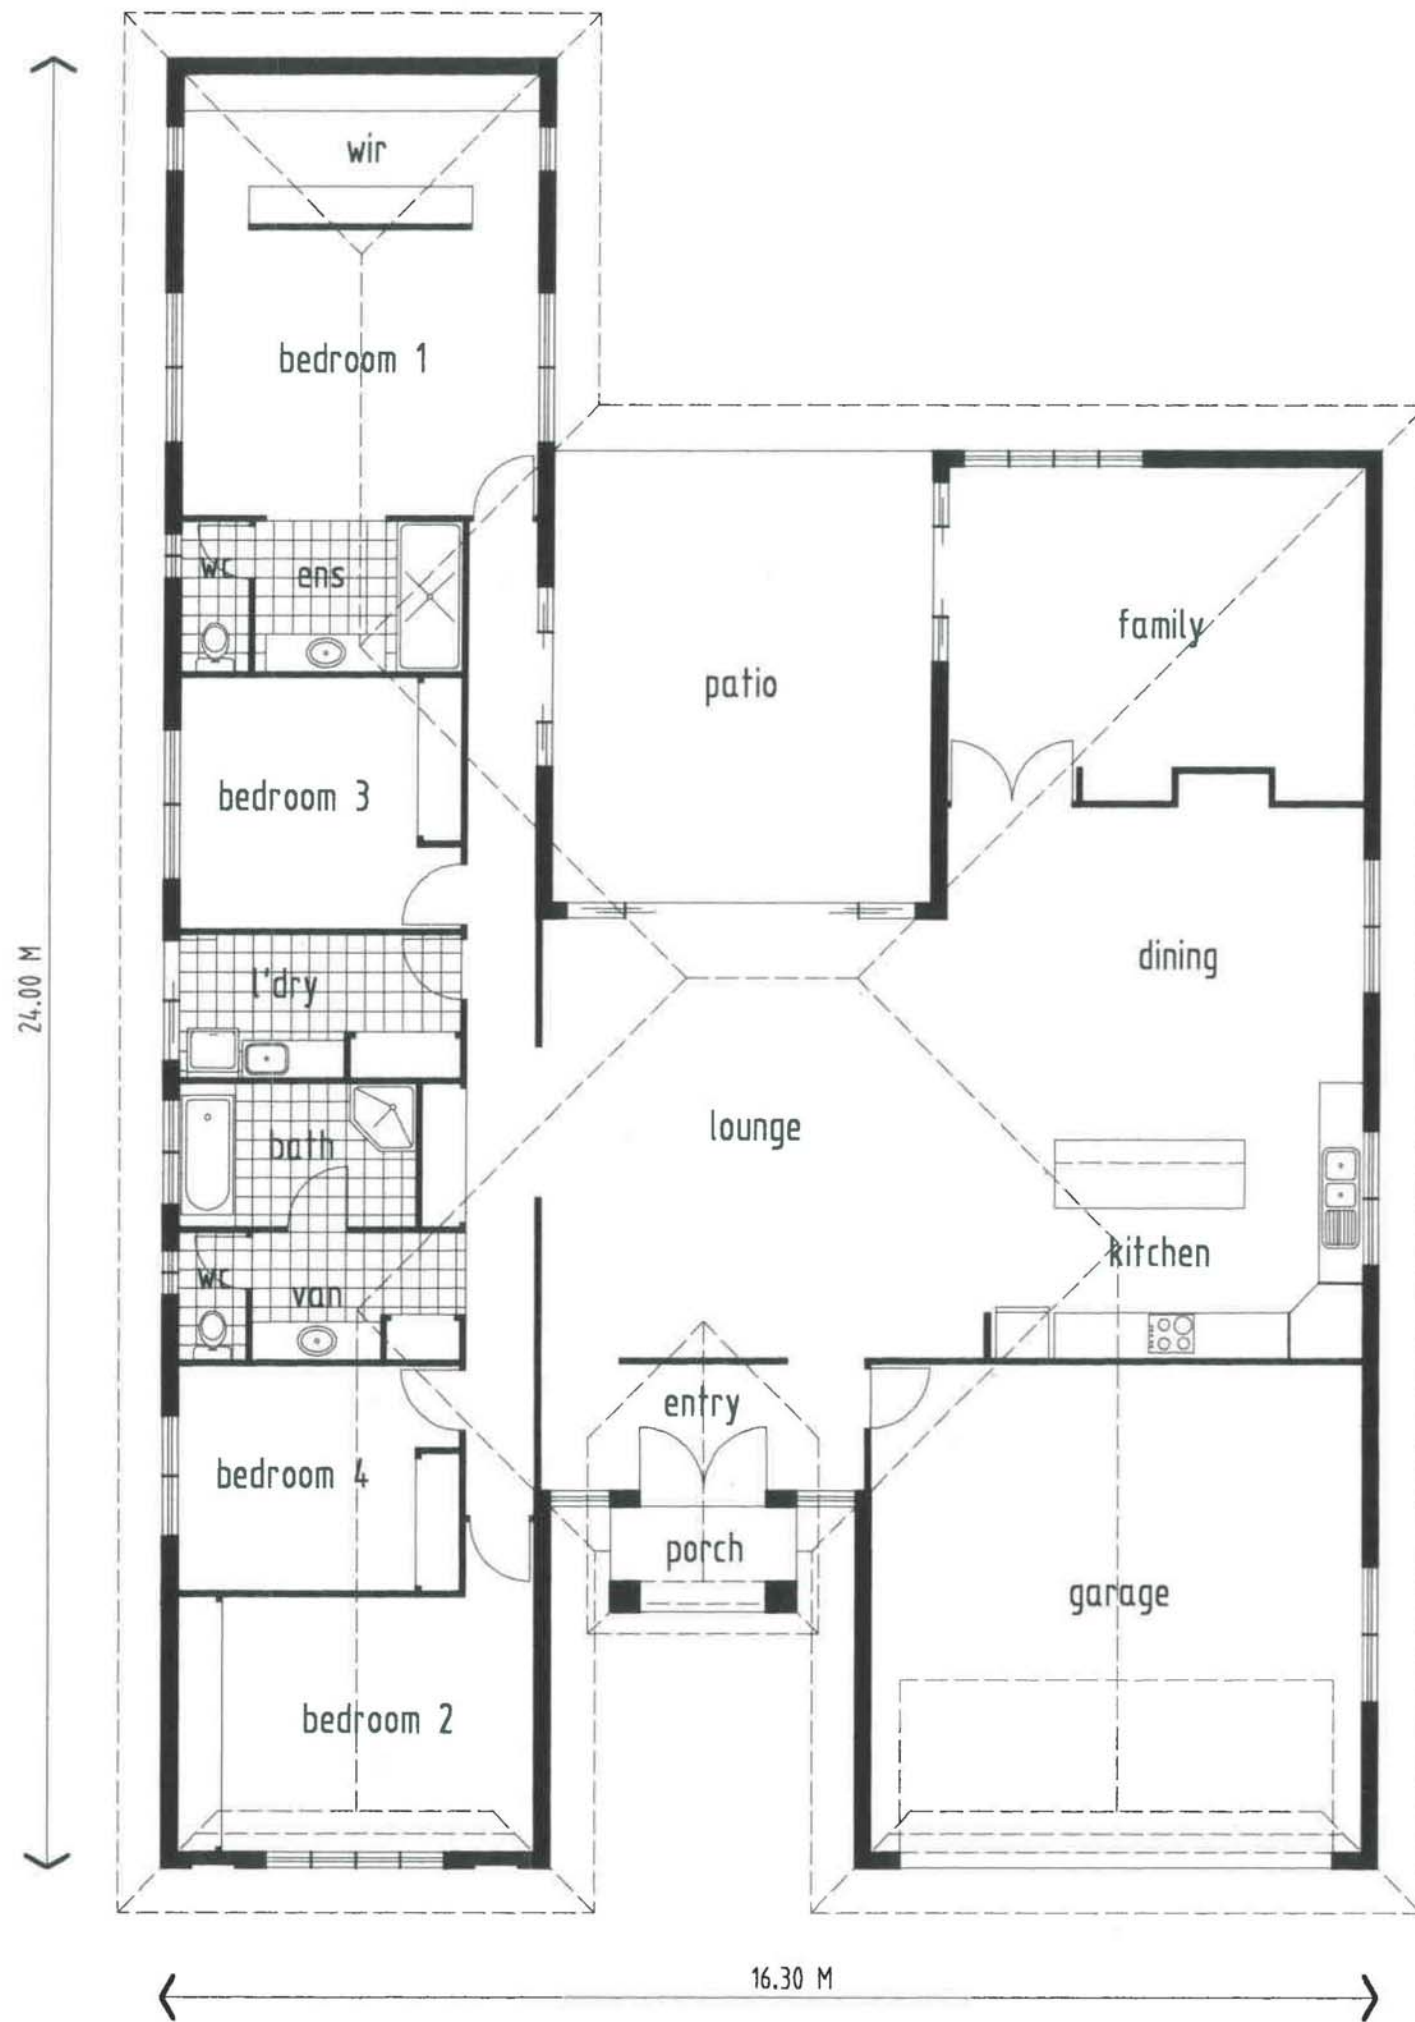 wir
bedroom 1
wc
ens
family
patio
bedroom 3
dining
l'dry
24.00 M
lounge
bath
kitchen
wc
van
entry
bedroom 4
porch
garage
bedroom 2
16.30 M